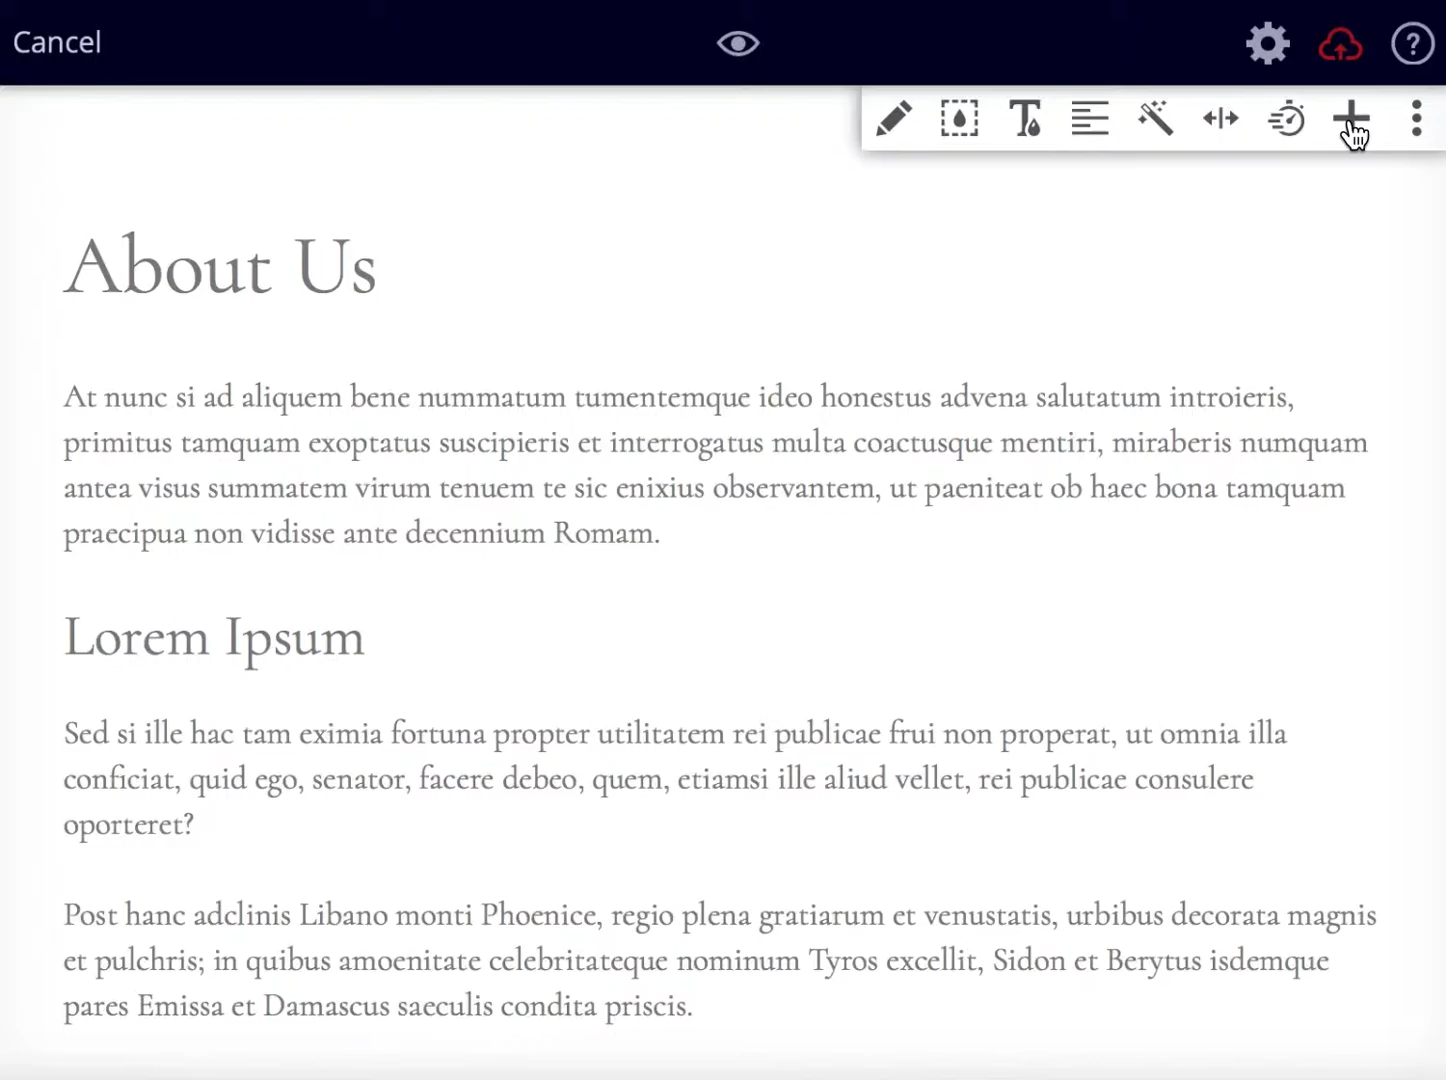 Cancel
About Us
At nunc si ad aliquem bene nummatum tumentemque ideo honestus advena salutatum introieris,
primitus tamquam exoptatus suscipieris et interrogatus multa coactusque mentiri, miraberis numquam
antea visus summatem virum tenuem te sic enixius observantem, ut paeniteat ob haec bona tamquam
praecipua non vidisse ante decennium Romam.
Lorem Ipsum
Sed si ille hac tam eximia fortuna propter utilitatem rei publicae frui non properat, ut omnia illa
conficiat, quid ego, senator, facere debeo, quem, etiamsi ille aliud vellet, rei publicae consulere
oporteret?
Post hanc adclinis Libano monti Phoenice, regio plena gratiarum et venustatis, urbibus decorata magnis
et pulchris; in quibus amoenitate celebritateque nominum Tyros excellit, Sidon et Berytus isdemque
pares Emissa et Damascus saeculis condita priscis.